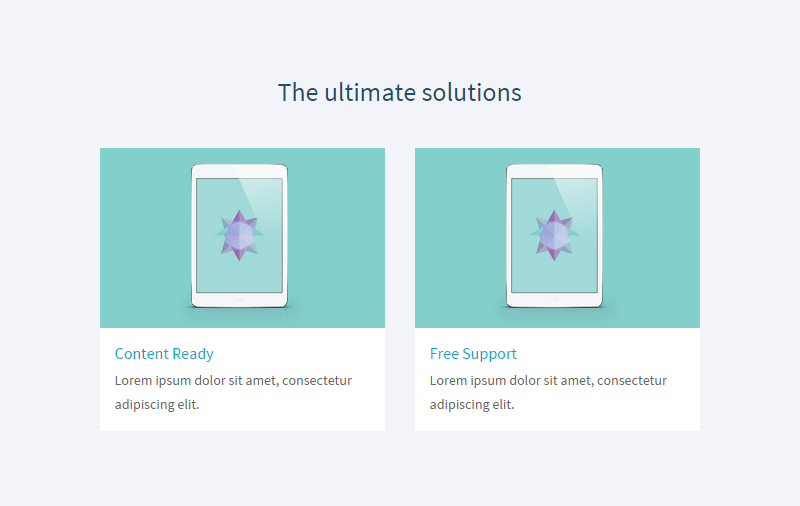 The ultimate solutions
Content Ready
Lorem ipsum dolor sit amet, consectetur
adipiscing elit.
Free Support
Lorem ipsum dolor sit amet, consectetur
adipiscing elit.